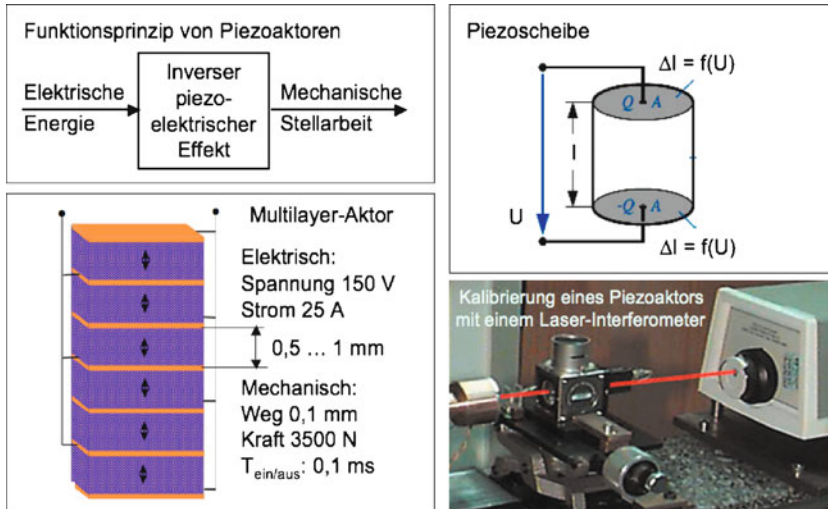 Funktionsprinzip von Piezoaktoren
Elektrische
Energie
Inverser
piezo-
elektrischer
Effekt
Mechanische
Stellarbeit
Piezoscheibe
Δl = f(U)
Q A
l
U
-Q A
Δl = f(U)
Multilayer-Aktor
Elektrisch:
Spannung 150 V
Strom 25 A
0,5 ... 1 mm
Mechanisch:
Weg 0,1 mm
Kraft 3500 N
Tein/aus: 0,1 ms
Kalibrierung eines Piezoaktors
mit einem Laser-Interferometer